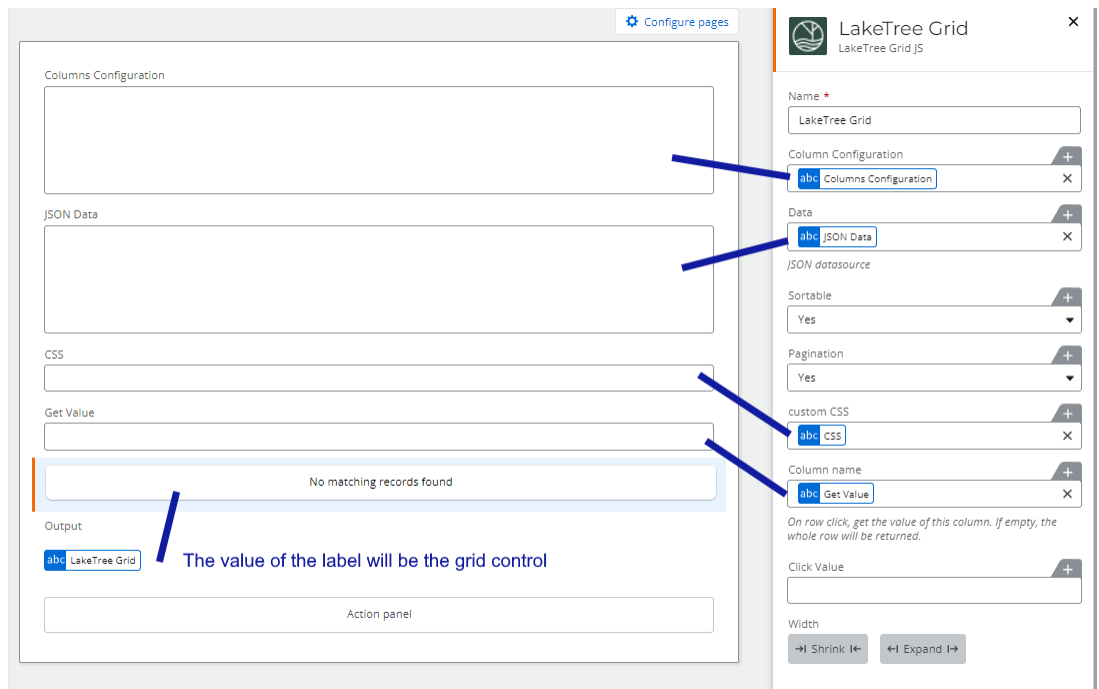 Configure pages
Columns Configuration
JSON Data
CSS
Get Value
No matching records found
Output
abc LakeTree Grid
The value of the label will be the grid control
Action panel
LakeTree Grid
LakeTree Grid JS
Name *
LakeTree Grid
Column Configuration
abc Columns Configuration
Data
abc JSON Data
JSON datasource
Sortable
Yes
Pagination
Yes
custom CSS
abc CSS
Column name
abc Get Value
On row click, get the value of this column. If empty, the
whole row will be returned.
Click Value
Width
Shrink
Expand